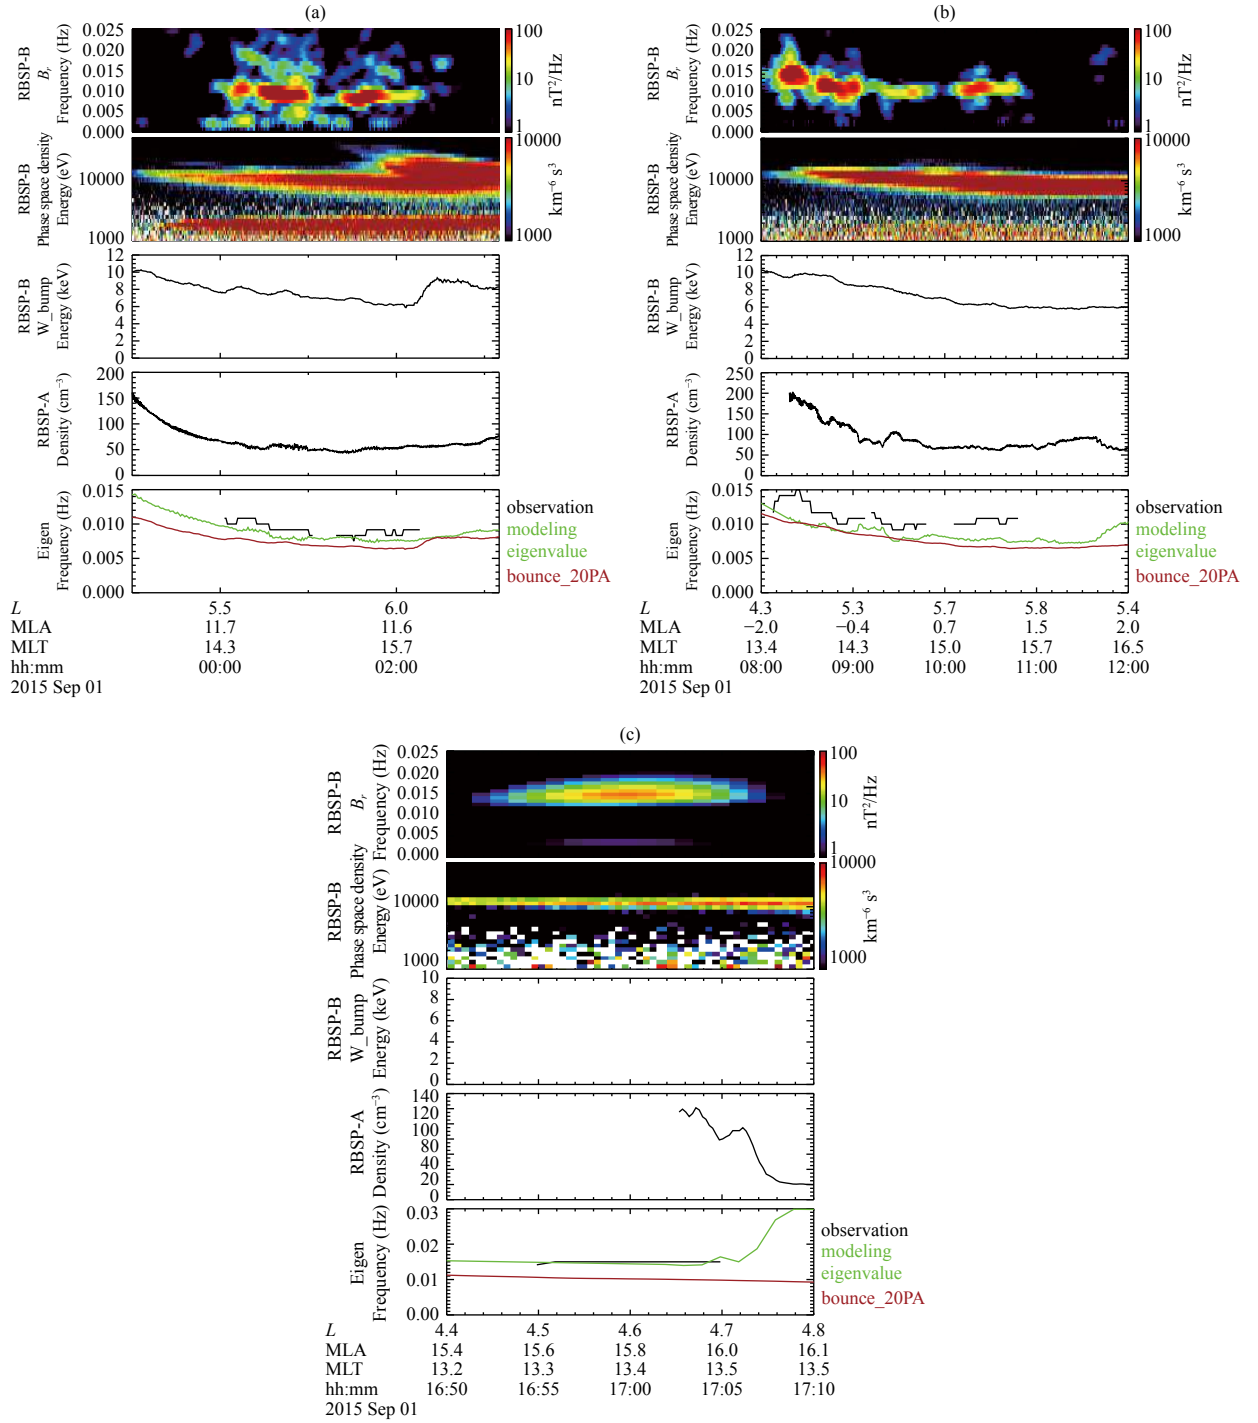 (a)
RBSP-B
B_r
Frequency (Hz)
0.025
0.020
0.015
0.010
0.005
0.000
100
10
1
nT²/Hz
RBSP-B
Phase space density
Energy (eV)
10000
1000
10000
1000
km⁻⁶ s³
RBSP-B
W_bump
Energy (keV)
12
10
8
6
4
2
0
RBSP-A
Density (cm⁻³)
200
150
100
50
0
Eigen
Frequency (Hz)
0.015
0.010
0.005
0.000
observation
modeling
eigenvalue
bounce_20PA
L 5.5 6.0
MLA 11.7 11.6
MLT 14.3 15.7
hh:mm 00:00 02:00
2015 Sep 01
(b)
RBSP-B
B_r
Frequency (Hz)
0.025
0.020
0.015
0.010
0.005
0.000
100
10
1
nT²/Hz
RBSP-B
Phase space density
Energy (eV)
10000
1000
10000
1000
km⁻⁶ s³
RBSP-B
W_bump
Energy (keV)
12
10
8
6
4
2
0
RBSP-A
Density (cm⁻³)
250
200
150
100
50
0
Eigen
Frequency (Hz)
0.015
0.010
0.005
0.000
observation
modeling
eigenvalue
bounce_20PA
L 4.3 5.3 5.7 5.8 5.4
MLA −2.0 −0.4 0.7 1.5 2.0
MLT 13.4 14.3 15.0 15.7 16.5
hh:mm 08:00 09:00 10:00 11:00 12:00
2015 Sep 01
(c)
RBSP-B
B_r
Frequency (Hz)
0.025
0.020
0.015
0.010
0.005
0.000
100
10
1
nT²/Hz
RBSP-B
Phase space density
Energy (eV)
10000
1000
10000
1000
km⁻⁶ s³
RBSP-B
W_bump
Energy (keV)
10
8
6
4
2
0
RBSP-A
Density (cm⁻³)
140
120
80
60
40
20
0
Eigen
Frequency (Hz)
0.03
0.02
0.01
0.00
observation
modeling
eigenvalue
bounce_20PA
L 4.4 4.5 4.6 4.7 4.8
MLA 15.4 15.6 15.8 16.0 16.1
MLT 13.2 13.3 13.4 13.5 13.5
hh:mm 16:50 16:55 17:00 17:05 17:10
2015 Sep 01